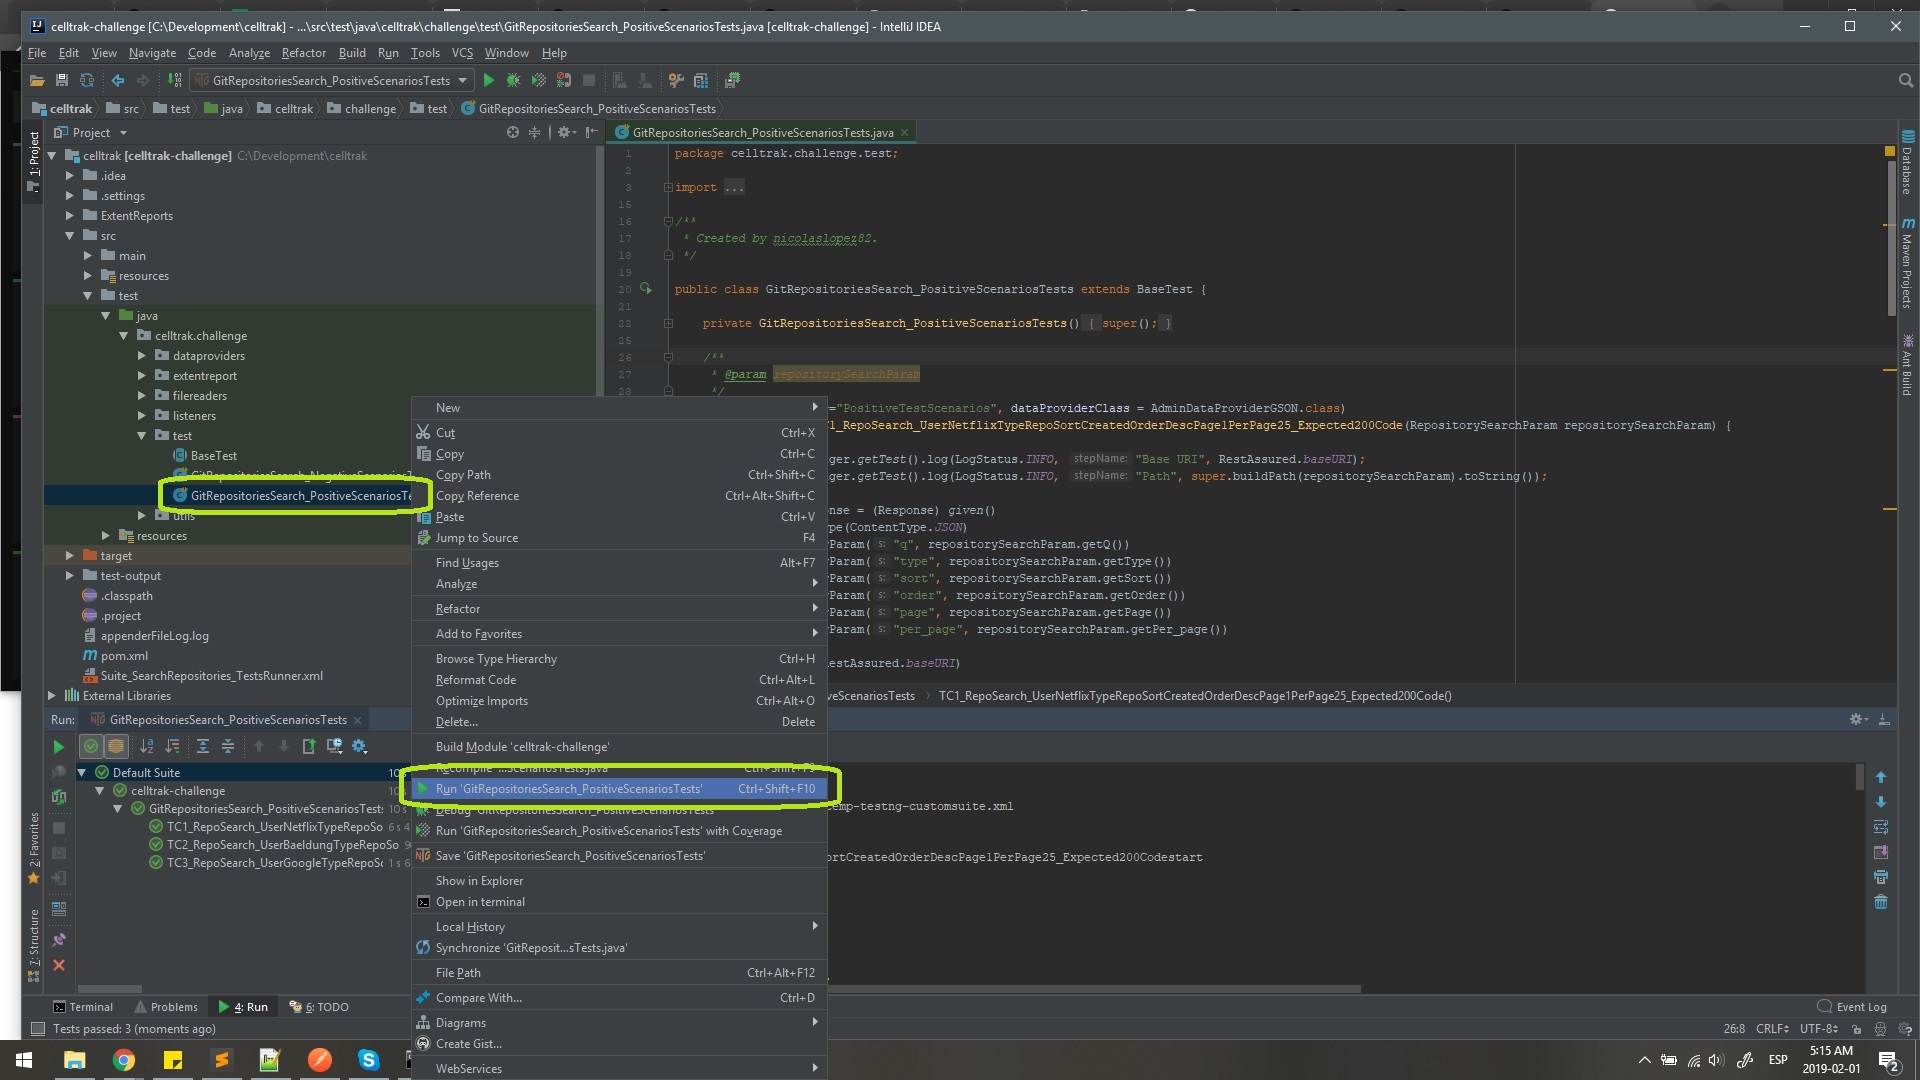 celltrak-challenge [C:\Development\celltrak] - ...\src\test\java\celltrak\challenge\test\GitRepositoriesSearch_PositiveScenariosTests.java [celltrak-challenge] - IntelliJ IDEA
File Edit View Navigate Code Analyze Refactor Build Run Tools VCS Window Help
GitRepositoriesSearch_PositiveScenariosTests
celltrak src test java celltrak challenge test GitRepositoriesSearch_PositiveScenariosTests
1: Project
Project
celltrak [celltrak-challenge] C:\Development\celltrak
.idea
.settings
ExtentReports
src
main
resources
test
java
celltrak.challenge
dataproviders
extentreport
filereaders
listeners
test
BaseTest
GitRepositoriesSearch_NegativeScenariosT
GitRepositoriesSearch_PositiveScenariosTe
utils
resources
target
test-output
.classpath
.project
appenderFileLog.log
pom.xml
Suite_SearchRepositories_TestsRunner.xml
External Libraries
GitRepositoriesSearch_PositiveScenariosTests.java
1 package celltrak.challenge.test;
2
3 import ...
15
16 /**
17 * Created by nicolaslopez82.
18 */
19
20 public class GitRepositoriesSearch_PositiveScenariosTests extends BaseTest {
21
22 private GitRepositoriesSearch_PositiveScenariosTests() { super(); }
25
26 /**
27 * @param repositorySearchParam
28 */
="PositiveTestScenarios", dataProviderClass = AdminDataProviderGSON.class)
1_RepoSearch_UserNetflixTypeRepoSortCreatedOrderDescPage1PerPage25_Expected200Code(RepositorySearchParam repositorySearchParam) {
ger.getTest().log(LogStatus.INFO, stepName: "Base URI", RestAssured.baseURI);
ger.getTest().log(LogStatus.INFO, stepName: "Path", super.buildPath(repositorySearchParam).toString());
nse = (Response) given()
pe(ContentType.JSON)
yParam( s: "q", repositorySearchParam.getQ())
yParam( s: "type", repositorySearchParam.getType())
yParam( s: "sort", repositorySearchParam.getSort())
yParam( s: "order", repositorySearchParam.getOrder())
yParam( s: "page", repositorySearchParam.getPage())
yParam( s: "per_page", repositorySearchParam.getPer_page())
estAssured.baseURI)
veScenariosTests TC1_RepoSearch_UserNetflixTypeRepoSortCreatedOrderDescPage1PerPage25_Expected200Code()
Database
Maven Projects
Ant Build
New
Cut Ctrl+X
Copy Ctrl+C
Copy Path Ctrl+Shift+C
Copy Reference Ctrl+Alt+Shift+C
Paste Ctrl+V
Jump to Source F4
Find Usages Alt+F7
Analyze
Refactor
Add to Favorites
Browse Type Hierarchy Ctrl+H
Reformat Code Ctrl+Alt+L
Optimize Imports Ctrl+Alt+O
Delete... Delete
Build Module 'celltrak-challenge'
Recompile '...ScenariosTests.java' Ctrl+Shift+F9
Run 'GitRepositoriesSearch_PositiveScenariosTests' Ctrl+Shift+F10
Debug 'GitRepositoriesSearch_PositiveScenariosTests'
Run 'GitRepositoriesSearch_PositiveScenariosTests' with Coverage
Save 'GitRepositoriesSearch_PositiveScenariosTests'
Show in Explorer
Open in terminal
Local History
Synchronize 'GitReposit...sTests.java'
File Path Ctrl+Alt+F12
Compare With... Ctrl+D
Diagrams
Create Gist...
WebServices
Run: GitRepositoriesSearch_PositiveScenariosTests
Default Suite 10s
celltrak-challenge 10s
GitRepositoriesSearch_PositiveScenariosTests 10s
TC1_RepoSearch_UserNetflixTypeRepoSo 6 s 4
TC2_RepoSearch_UserBaeldungTypeRepoSo 9
TC3_RepoSearch_UserGoogleTypeRepoSo 1 s 6
emp-testng-customsuite.xml
ortCreatedOrderDescPage1PerPage25_Expected200Codestart
2: Favorites
7: Structure
Terminal Problems 4: Run 6: TODO
Event Log
Tests passed: 3 (moments ago)
26:8 CRLF UTF-8
ESP
5:15 AM
2019-02-01
2